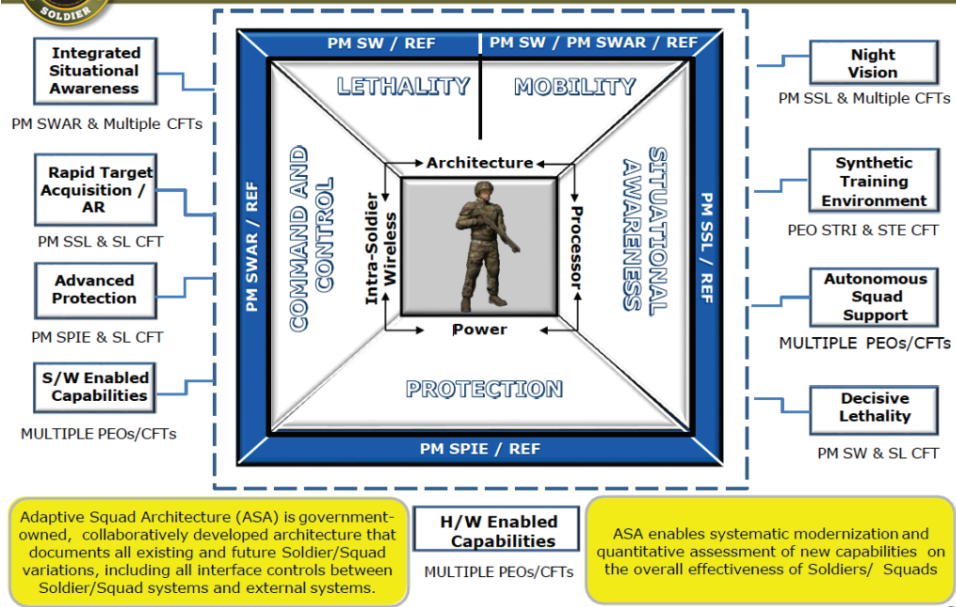 SOLDIER
Integrated
Situational
Awareness
PM SWAR & Multiple CFTs
Rapid Target
Acquisition /
AR
PM SSL & SL CFT
Advanced
Protection
PM SPIE & SL CFT
S/W Enabled
Capabilities
MULTIPLE PEOs/CFTs
PM SW / REF
PM SW / PM SWAR / REF
LETHALITY
MOBILITY
PM SWAR / REF
COMMAND AND
CONTROL
Intra-Soldier
Wireless
Architecture
Processor
Power
SITUATIONAL
AWARENESS
PM SSL / REF
PROTECTION
PM SPIE / REF
Night
Vision
PM SSL & Multiple CFTs
Synthetic
Training
Environment
PEO STRI & STE CFT
Autonomous
Squad
Support
MULTIPLE PEOs/CFTs
Decisive
Lethality
PM SW & SL CFT
Adaptive Squad Architecture (ASA) is government-
owned, collaboratively developed architecture that
documents all existing and future Soldier/Squad
variations, including all interface controls between
Soldier/Squad systems and external systems.
H/W Enabled
Capabilities
MULTIPLE PEOs/CFTs
ASA enables systematic modernization and
quantitative assessment of new capabilities on
the overall effectiveness of Soldiers/ Squads